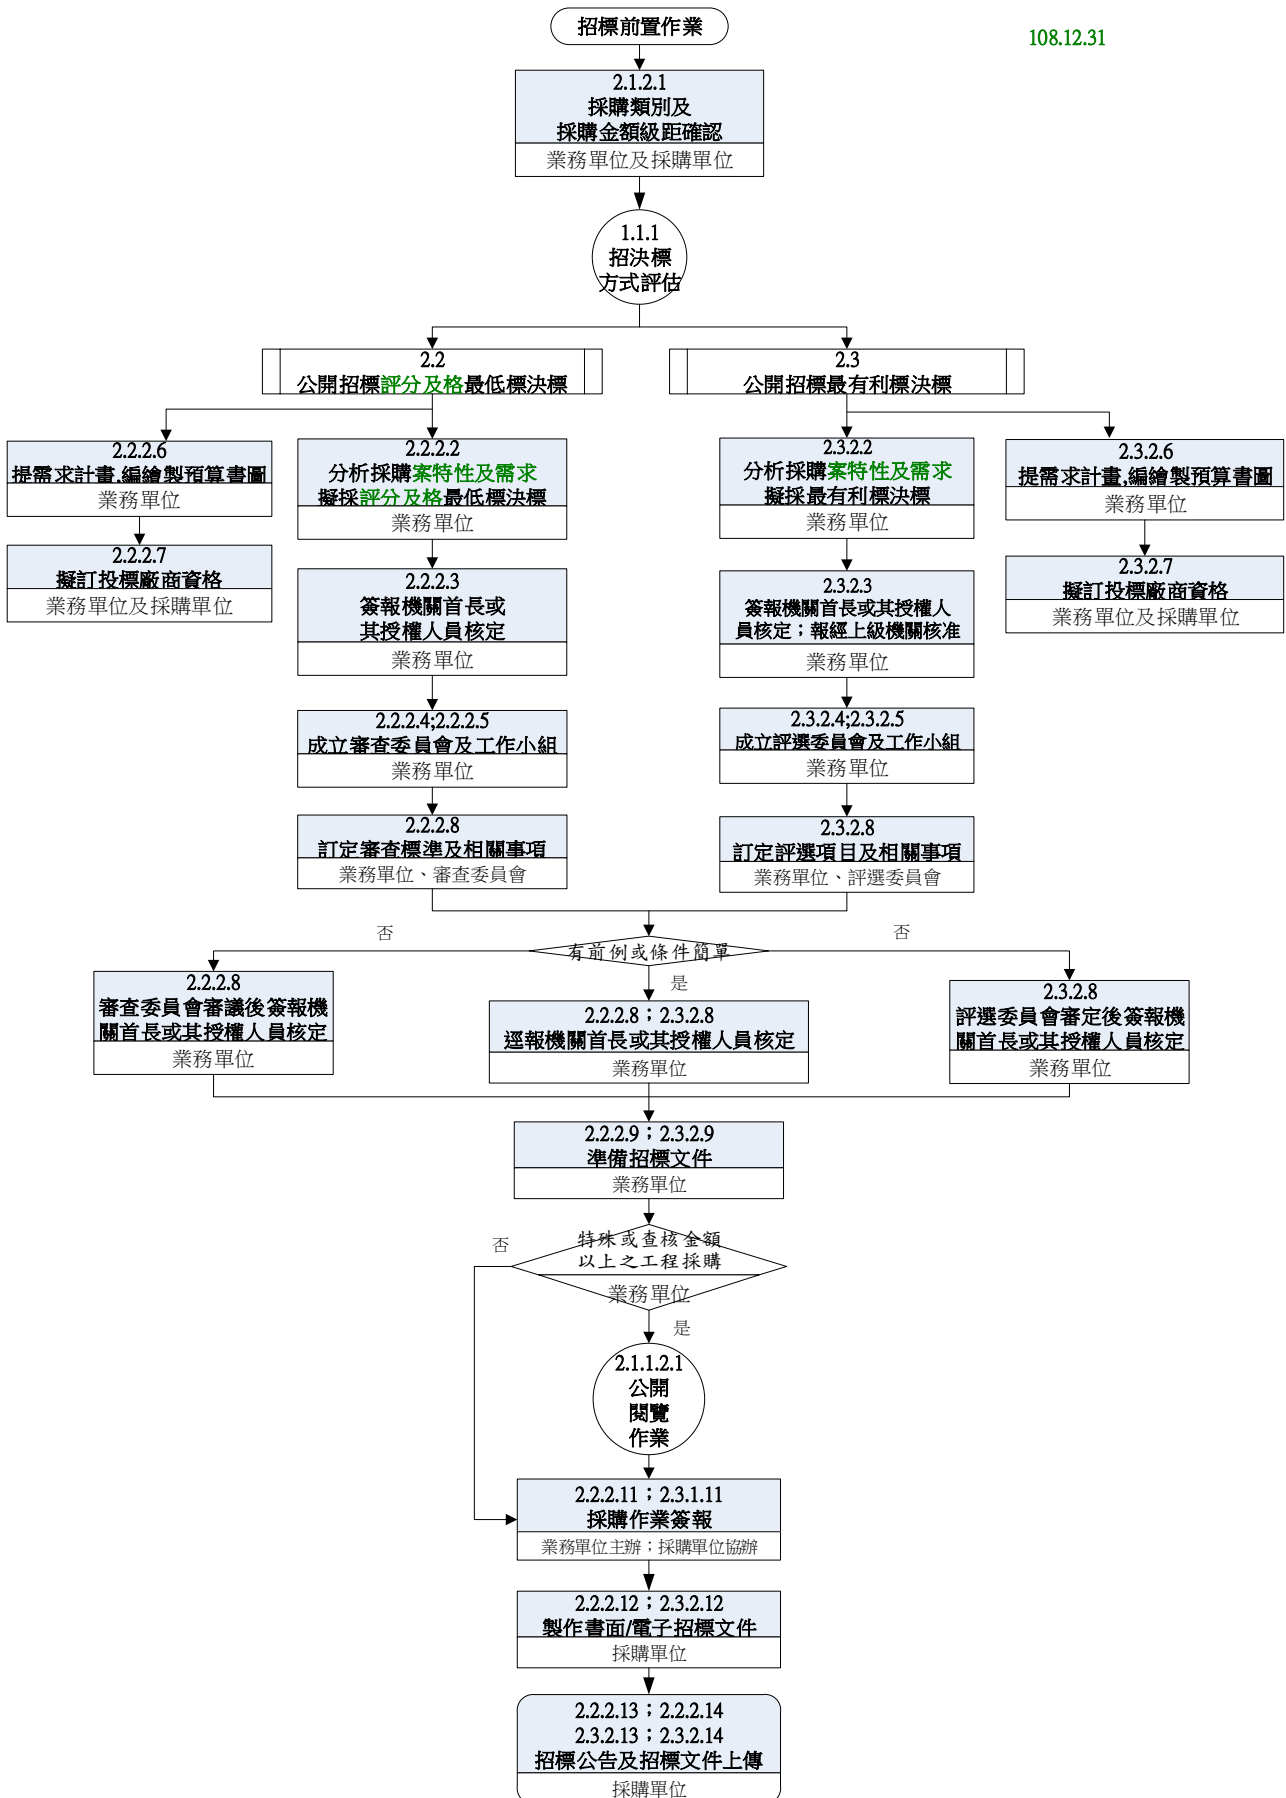 招標前置作業
108.12.31
2.1.2.1
採購類別及
採購金額級距確認
業務單位及採購單位
1.1.1
招決標
方式評估
2.2
公開招標評分及格最低標決標
2.3
公開招標最有利標決標
2.2.2.6
提需求計畫,編繪製預算書圖
業務單位
2.2.2.7
擬訂投標廠商資格
業務單位及採購單位
2.2.2.2
分析採購案特性及需求
擬採評分及格最低標決標
業務單位
2.2.2.3
簽報機關首長或
其授權人員核定
業務單位
2.2.2.4;2.2.2.5
成立審查委員會及工作小組
業務單位
2.2.2.8
訂定審查標準及相關事項
業務單位、審查委員會
2.3.2.2
分析採購案特性及需求
擬採最有利標決標
業務單位
2.3.2.3
簽報機關首長或其授權人
員核定；報經上級機關核准
業務單位
2.3.2.4;2.3.2.5
成立評選委員會及工作小組
業務單位
2.3.2.8
訂定評選項目及相關事項
業務單位、評選委員會
2.3.2.6
提需求計畫,編繪製預算書圖
業務單位
2.3.2.7
擬訂投標廠商資格
業務單位及採購單位
否
有前例或條件簡單
否
是
2.2.2.8
審查委員會審議後簽報機
關首長或其授權人員核定
業務單位
2.2.2.8；2.3.2.8
逕報機關首長或其授權人員核定
業務單位
2.3.2.8
評選委員會審定後簽報機
關首長或其授權人員核定
業務單位
2.2.2.9；2.3.2.9
準備招標文件
業務單位
否
特殊或查核金額
以上之工程採購
業務單位
是
2.1.1.2.1
公開
閱覽
作業
2.2.2.11；2.3.1.11
採購作業簽報
業務單位主辦；採購單位協辦
2.2.2.12；2.3.2.12
製作書面/電子招標文件
採購單位
2.2.2.13；2.2.2.14
2.3.2.13；2.3.2.14
招標公告及招標文件上傳
採購單位